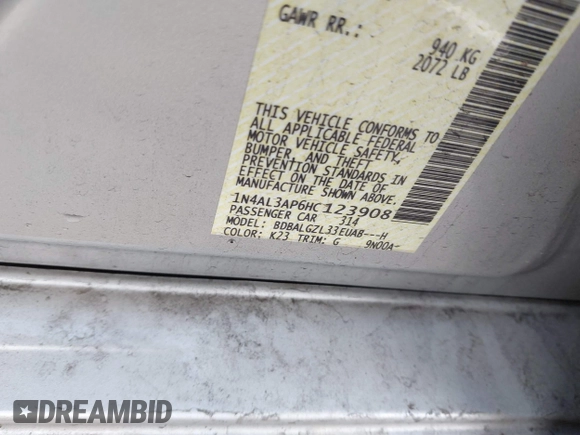 GAWR RR.:
940 KG
2072 LB
THIS VEHICLE CONFORMS TO
ALL APPLICABLE FEDERAL
MOTOR VEHICLE SAFETY,
BUMPER, AND THEFT
PREVENTION STANDARDS IN
EFFECT ON THE DATE OF
MANUFACTURE SHOWN ABOVE.
1N4AL3AP6HC123908
PASSENGER CAR 314
MODEL: BDBALGZL33EUAB---H
COLOR: K23 TRIM: G 9N00A-
DREAMBID